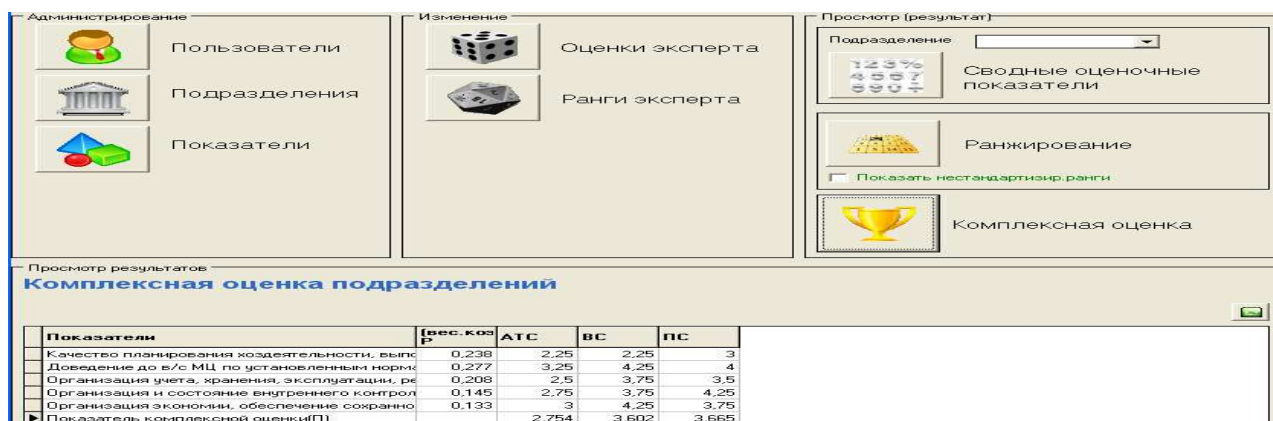 Администрирование
Пользователи
Подразделения
Показатели
Изменение
Оценки эксперта
Ранги эксперта
Просмотр (результат)
Подразделение
Сводные оценочные
показатели
Ранжирование
Показать нестандартизир.ранги
Комплексная оценка
Просмотр результатов
Комплексная оценка подразделений
Показатели (вес.коэ Р АТС ВС ПС
Качество планирования хоздеятельности, выпо 0,238 2,25 2,25 3
Доведение до в/с МЦ по установленным норма 0,277 3,25 4,25 4
Организация учета, хранения, эксплуатации, ре 0,208 2,5 3,75 3,5
Организация и состояние внутреннего контрол 0,145 2,75 3,75 4,25
Организация экономии, обеспечение сохранно 0,133 3 4,25 3,75
Показатель комплексной оценки(П) 2,754 3,602 3,665